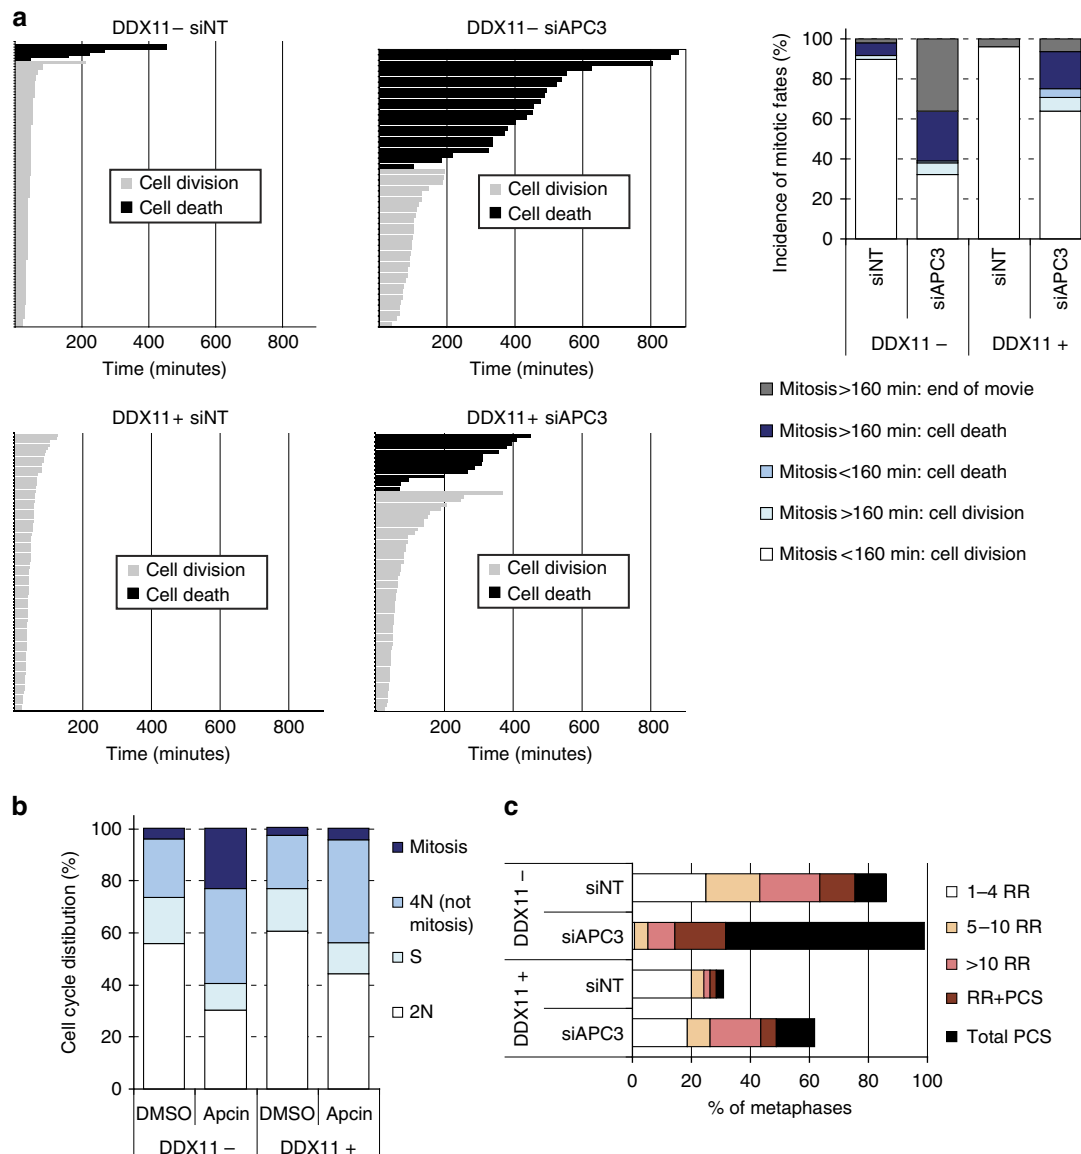 a
DDX11– siNT
Cell division
Cell death
200 400 600 800
Time (minutes)
DDX11– siAPC3
Cell division
Cell death
200 400 600 800
Time (minutes)
Incidence of mitotic fates (%)
100
80
60
40
20
0
siNT
siAPC3
siNT
siAPC3
DDX11 –
DDX11 +
Mitosis>160 min: end of movie
Mitosis>160 min: cell death
Mitosis<160 min: cell death
Mitosis>160 min: cell division
Mitosis<160 min: cell division
DDX11+ siNT
Cell division
Cell death
200 400 600 800
Time (minutes)
DDX11+ siAPC3
Cell division
Cell death
200 400 600 800
Time (minutes)
b
Cell cycle distibution (%)
100
80
60
40
20
0
DMSO Apcin DMSO Apcin
DDX11 – DDX11 +
Mitosis
4N (not
mitosis)
S
2N
c
DDX11 –
siNT
siAPC3
DDX11 +
siNT
siAPC3
0 20 40 60 80 100
% of metaphases
1–4 RR
5–10 RR
>10 RR
RR+PCS
Total PCS